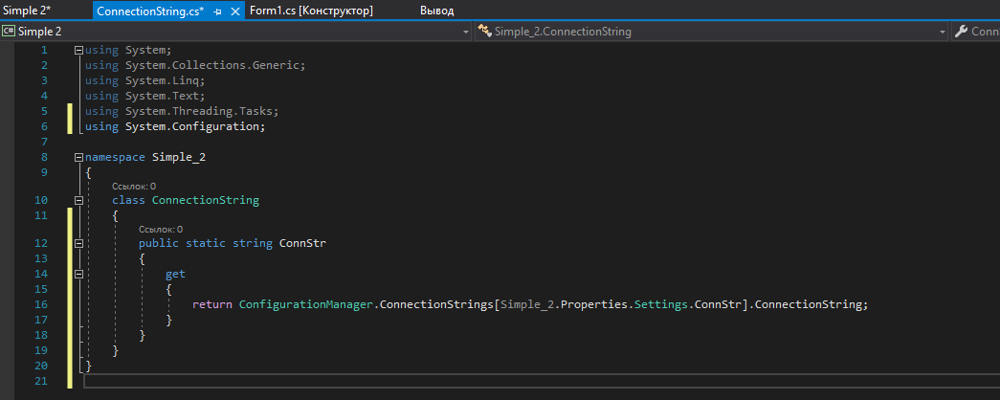 Simple 2*
ConnectionString.cs*
Form1.cs [Конструктор]
Вывод
C# Simple 2
Simple_2.ConnectionString
Conn
1 using System;
2 using System.Collections.Generic;
3 using System.Linq;
4 using System.Text;
5 using System.Threading.Tasks;
6 using System.Configuration;
7
8 namespace Simple_2
9 {
Ссылок: 0
10 class ConnectionString
11 {
Ссылок: 0
12 public static string ConnStr
13 {
14 get
15 {
16 return ConfigurationManager.ConnectionStrings[Simple_2.Properties.Settings.ConnStr].ConnectionString;
17 }
18 }
19 }
20 }
21